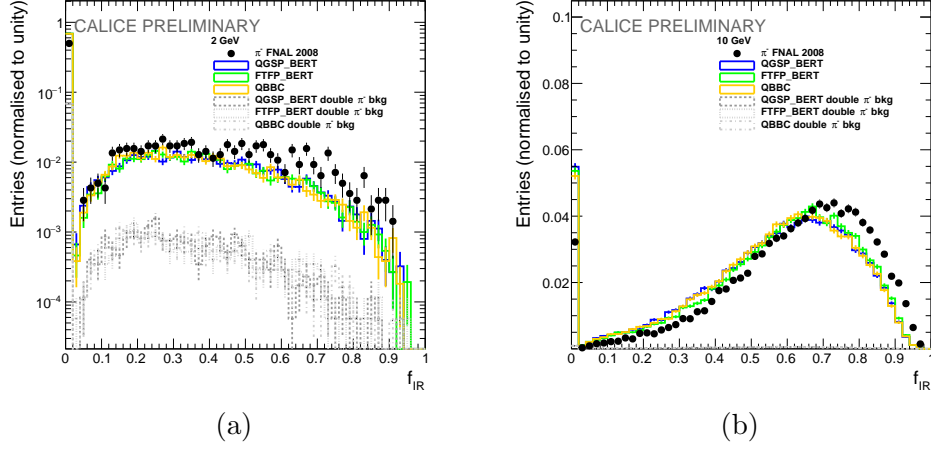 CALICE PRELIMINARY
2 GeV
π- FNAL 2008
QGSP_BERT
FTFP_BERT
QBBC
QGSP_BERT double π- bkg
FTFP_BERT double π- bkg
QBBC double π- bkg
Entries (normalised to unity)
1
10-1
10-2
10-3
10-4
0 0.1 0.2 0.3 0.4 0.5 0.6 0.7 0.8 0.9 1
fIR
(a)
CALICE PRELIMINARY
10 GeV
π- FNAL 2008
QGSP_BERT
FTFP_BERT
QBBC
QGSP_BERT double π- bkg
FTFP_BERT double π- bkg
QBBC double π- bkg
Entries (normalised to unity)
0.1
0.08
0.06
0.04
0.02
0 0.1 0.2 0.3 0.4 0.5 0.6 0.7 0.8 0.9 1
fIR
(b)